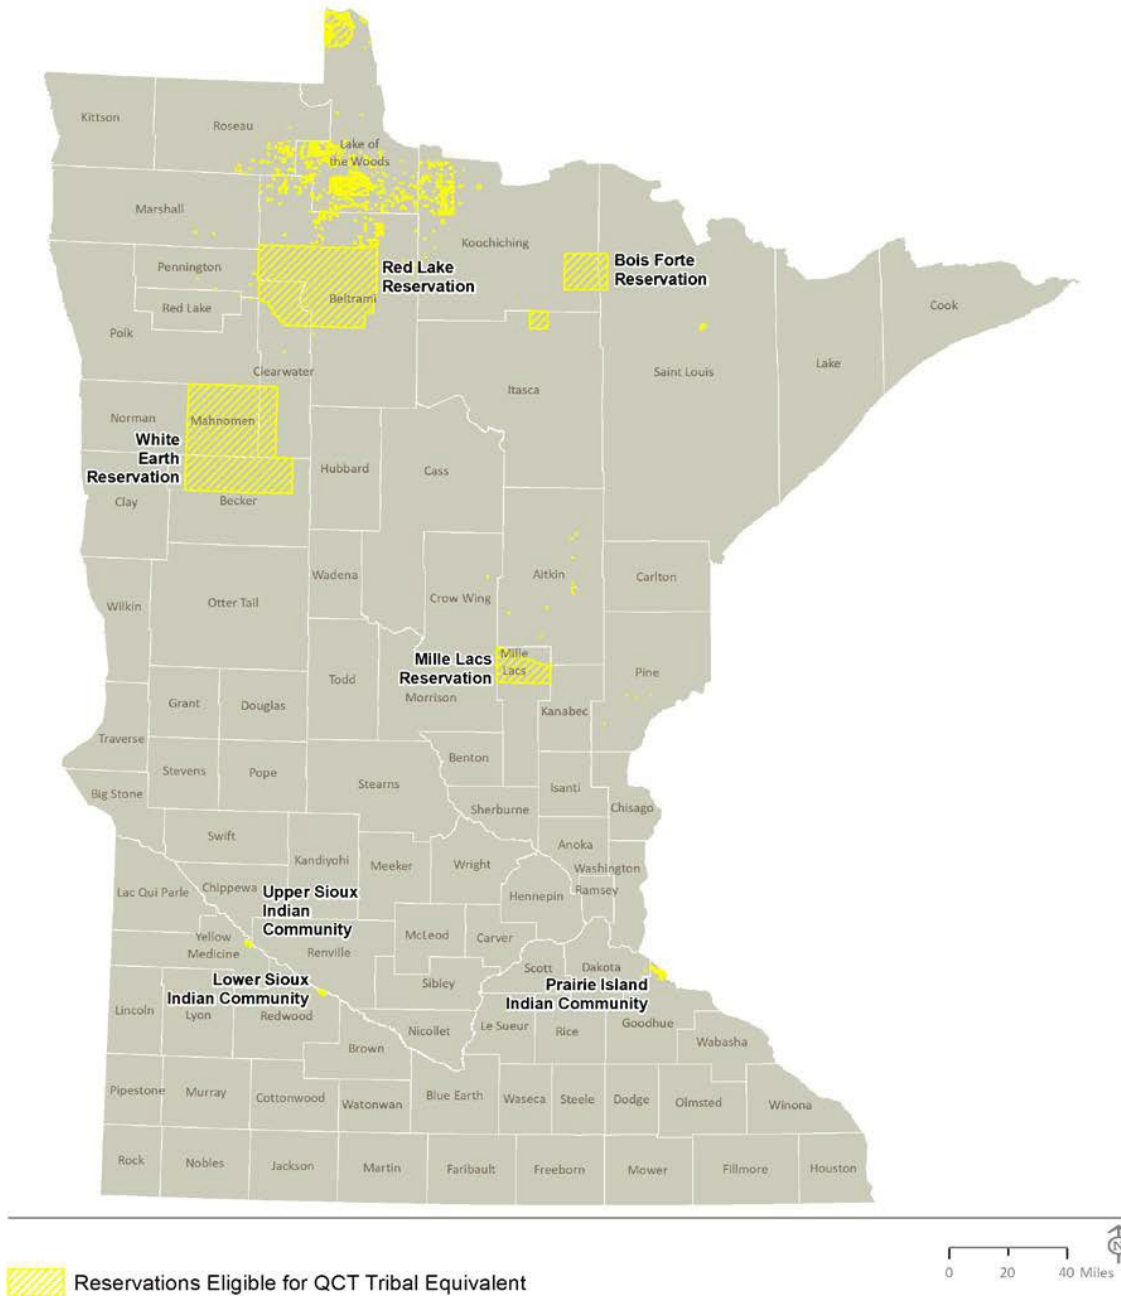 Kittson
Roseau
Lake of
the Woods
Marshall
Koochiching
Pennington
Red Lake
Reservation
Bois Forte
Reservation
Beltrami
Red Lake
Polk
Clearwater
Itasca
Saint Louis
Lake
Cook
Norman
Mahnomen
White
Earth
Reservation
Hubbard
Cass
Clay
Becker
Wadena
Aitkin
Carlton
Wilkin
Otter Tail
Crow Wing
Mille Lacs
Reservation
Mille
Lacs
Todd
Morrison
Pine
Grant
Douglas
Kanabec
Traverse
Stevens
Pope
Benton
Big Stone
Stearns
Isanti
Sherburne
Chisago
Swift
Kandiyohi
Meeker
Wright
Anoka
Washington
Hennepin
Ramsey
Lac Qui Parle
Chippewa
Upper Sioux
Indian
Community
Yellow
Medicine
Renville
McLeod
Carver
Scott
Dakota
Lower Sioux
Indian Community
Sibley
Prairie Island
Indian Community
Lincoln
Lyon
Redwood
Nicollet
Le Sueur
Rice
Goodhue
Wabasha
Brown
Pipestone
Murray
Cottonwood
Watonwan
Blue Earth
Waseca
Steele
Dodge
Olmsted
Winona
Rock
Nobles
Jackson
Martin
Faribault
Freeborn
Mower
Fillmore
Houston
Reservations Eligible for QCT Tribal Equivalent
0 20 40 Miles
N